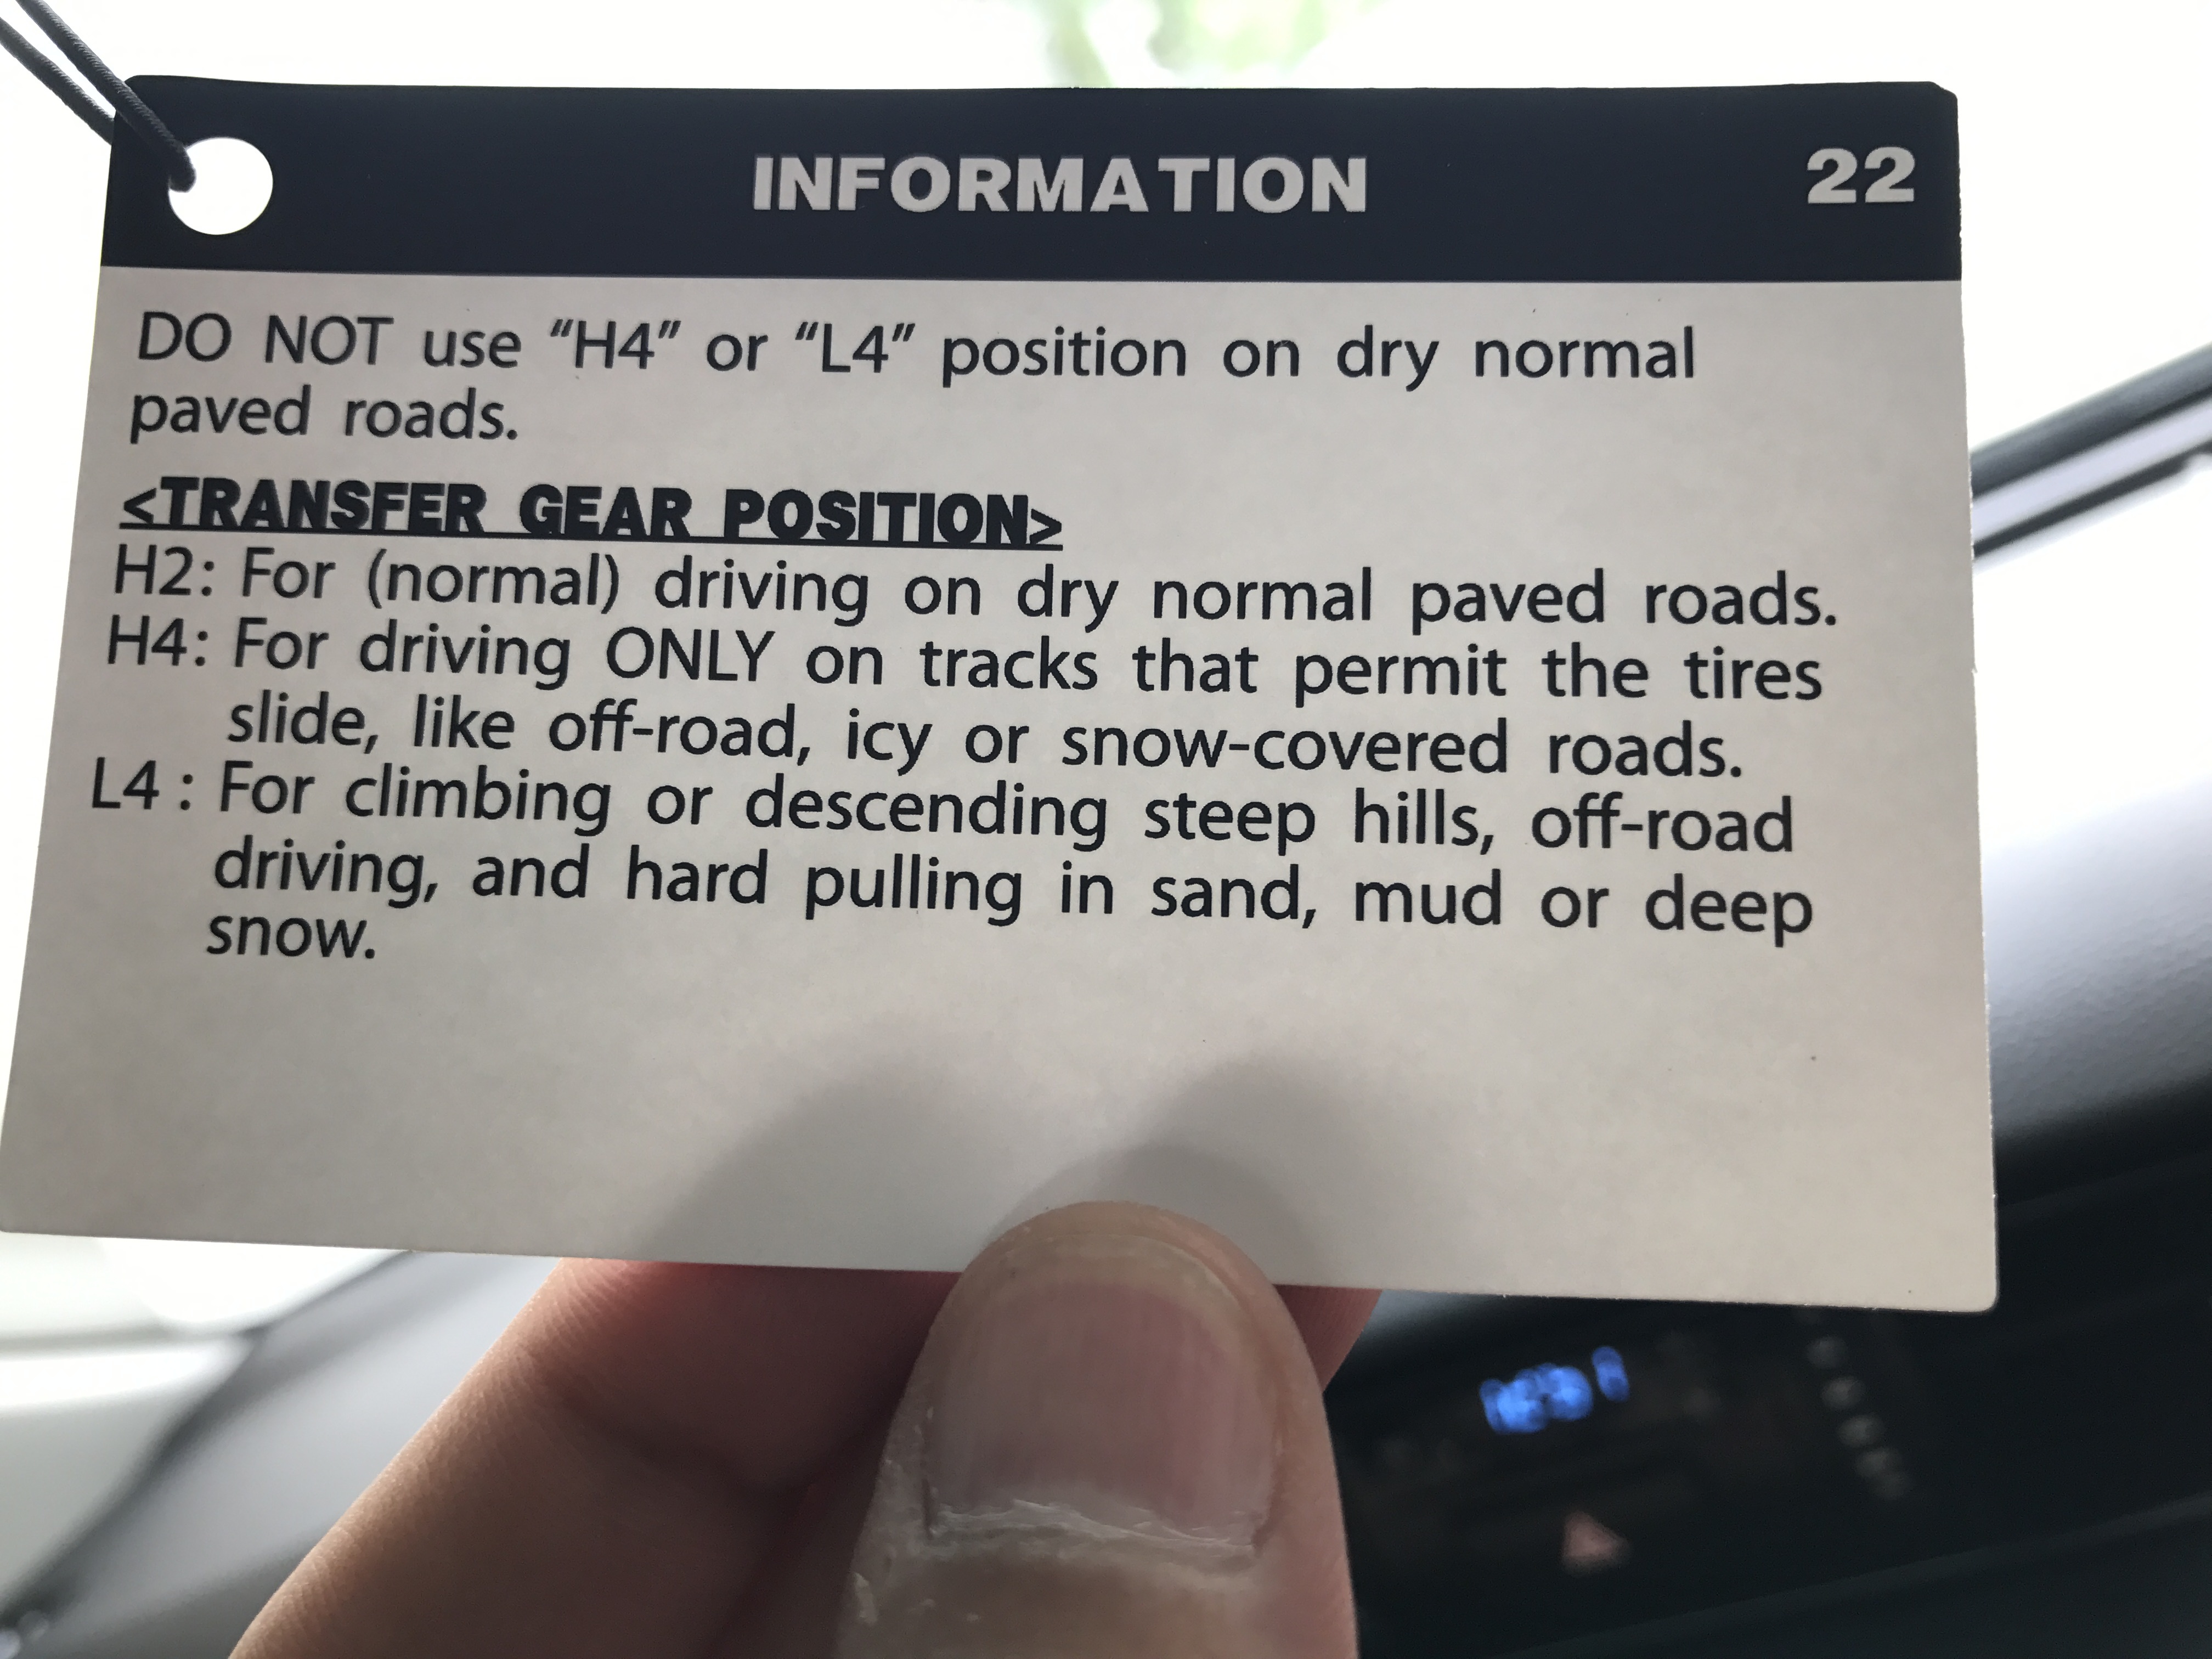 INFORMATION 22
DO NOT use “H4” or “L4” position on dry normal
paved roads.
<TRANSFER GEAR POSITION>
H2: For (normal) driving on dry normal paved roads.
H4: For driving ONLY on tracks that permit the tires
slide, like off-road, icy or snow-covered roads.
L4 : For climbing or descending steep hills, off-road
driving, and hard pulling in sand, mud or deep
snow.